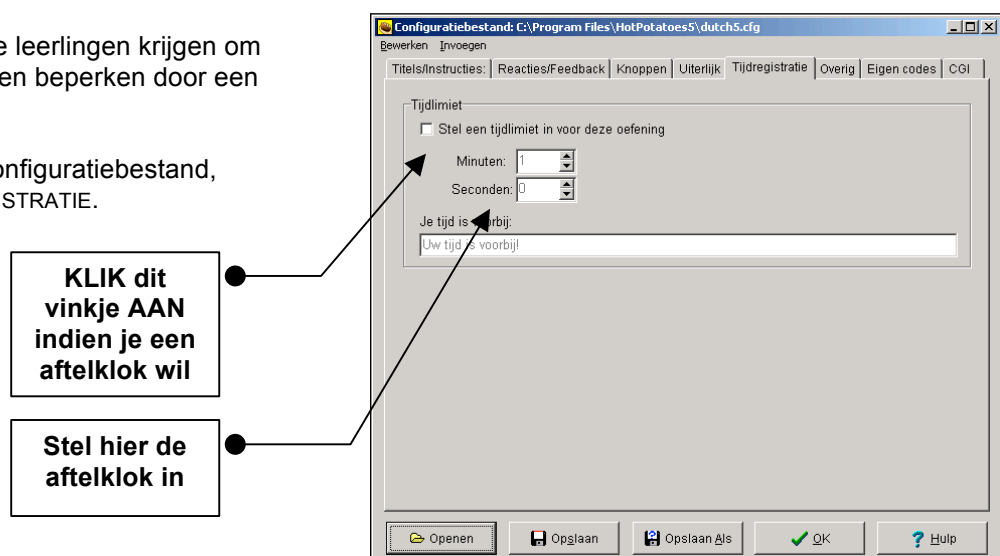 e leerlingen krijgen om
en beperken door een
onfiguratiebestand,
STRATIE.
KLIK dit
vinkje AAN
indien je een
aftelklok wil
Stel hier de
aftelklok in
Configuratiebestand: C:\Program Files\HotPotatoes5\dutch5.cfg
Bewerken Invoegen
Titels/Instructies: Reacties/Feedback Knoppen Uiterlijk Tijdregistratie Overig Eigen codes CGI
Tijdlimiet
Stel een tijdlimiet in voor deze oefening
Minuten: 1
Seconden: 0
Je tijd is voorbij:
Uw tijd is voorbij!
Openen Opslaan Opslaan Als OK Hulp